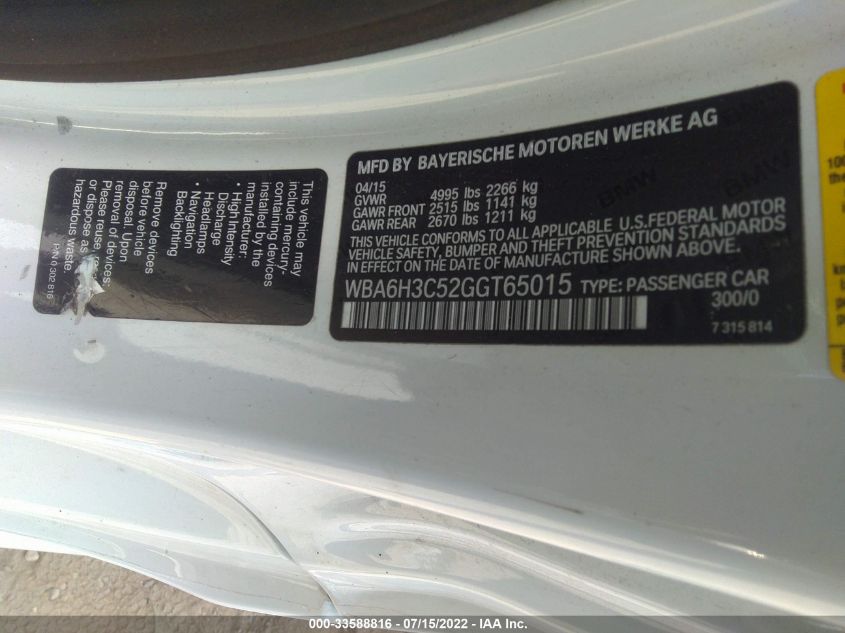 This vehicle may
include mercury-
containing devices
installed by the
manufacturer:
• High Intensity
Discharge
Headlamps
• Navigation
Backlighting
Remove devices
before vehicle
disposal. Upon
removal of devices,
Please reuse, recycle
or dispose as
hazardous waste.
P/N 0 302 816
MFD BY BAYERISCHE MOTOREN WERKE AG
04/15
GVWR 4995 lbs 2266 kg
GAWR FRONT 2515 lbs 1141 kg
GAWR REAR 2670 lbs 1211 kg
THIS VEHICLE CONFORMS TO ALL APPLICABLE U.S.FEDERAL MOTOR
VEHICLE SAFETY, BUMPER AND THEFT PREVENTION STANDARDS
IN EFFECT ON THE DATE OF MANUFACTURE SHOWN ABOVE.
WBA6H3C52GGT65015 TYPE: PASSENGER CAR
300/0
7 315 814
000-33588816 - 07/15/2022 - IAA Inc.